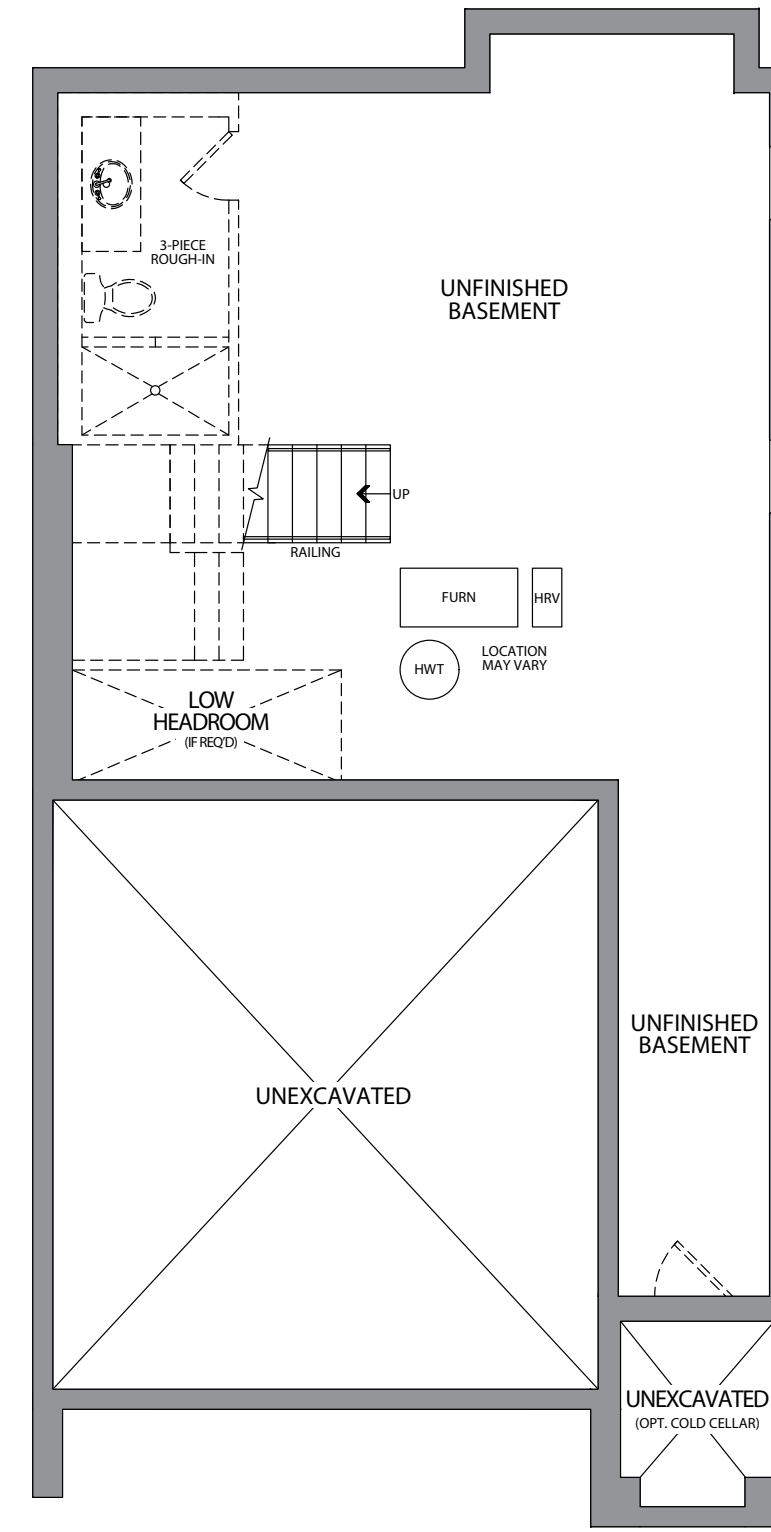 3-PIECE
ROUGH-IN
UNFINISHED
BASEMENT
UP
RAILING
FURN
HRV
HWT
LOCATION
MAY VARY
LOW
HEADROOM
(IF REQ'D)
UNFINISHED
BASEMENT
UNEXCAVATED
UNEXCAVATED
(OPT. COLD CELLAR)